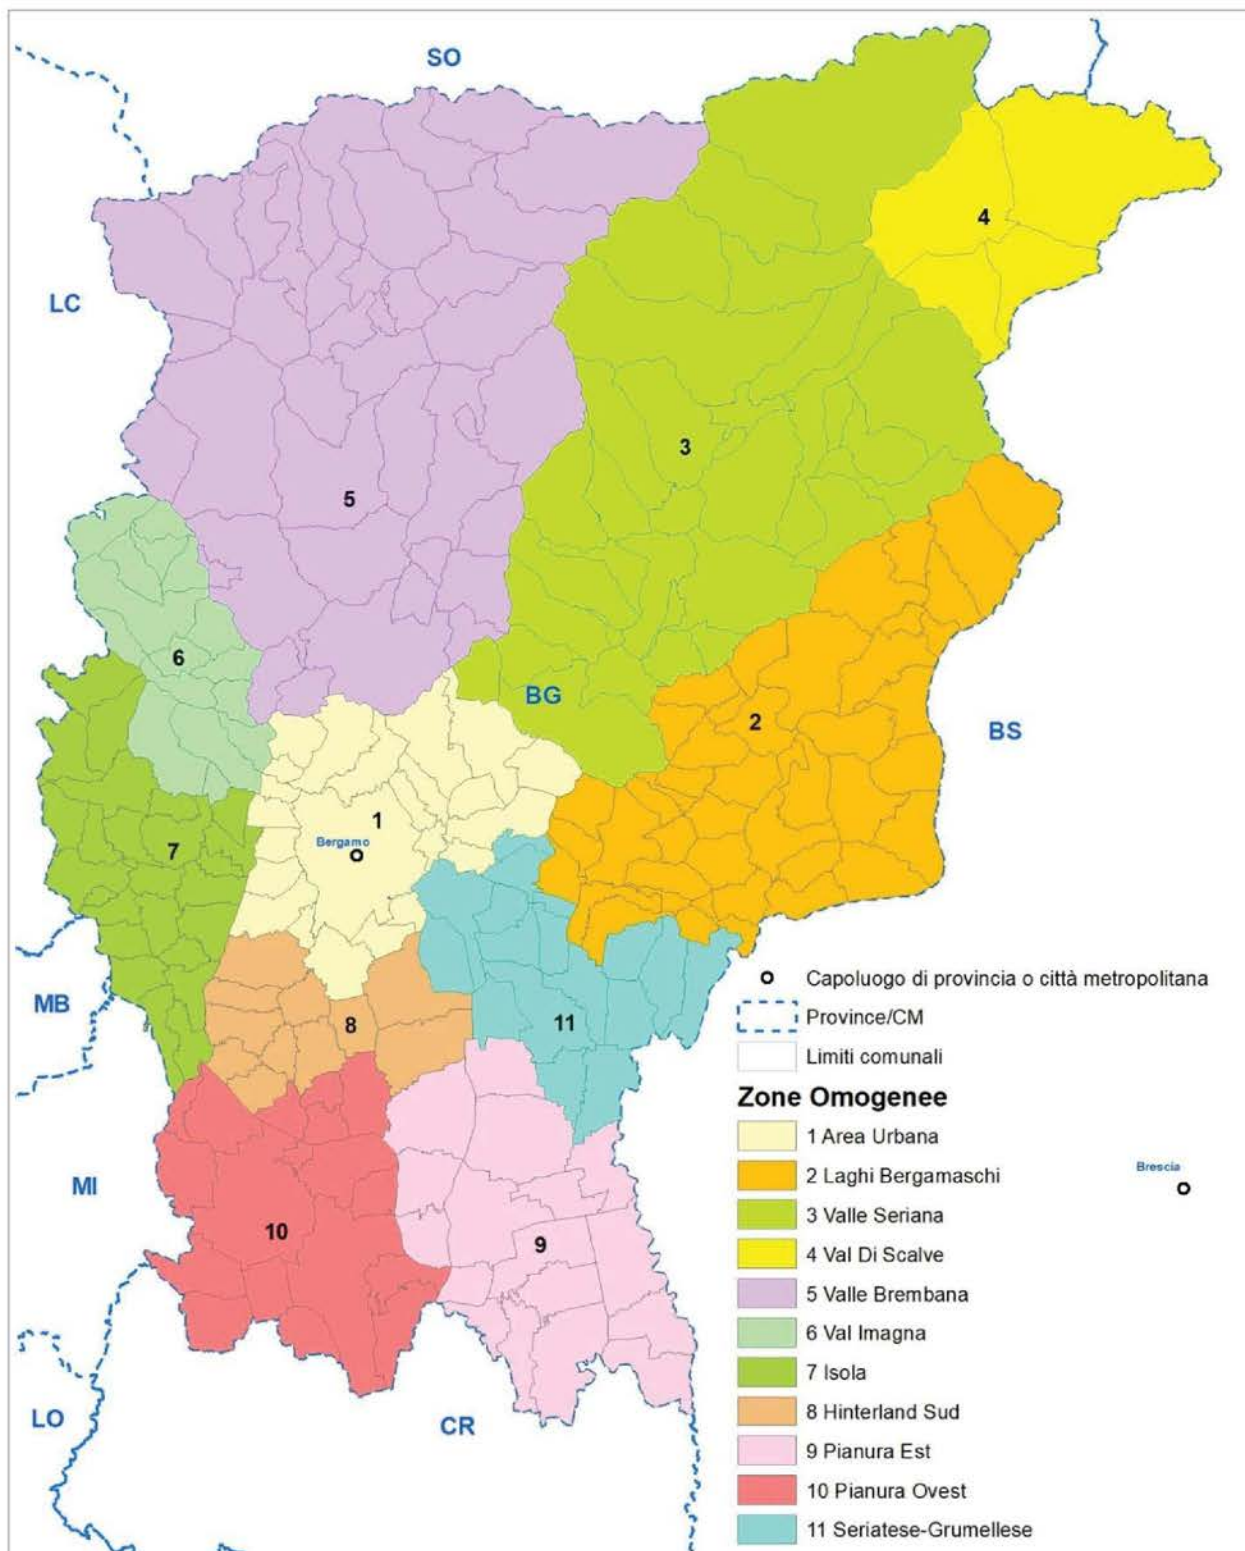 SO
4
LC
3
5
6
BG
2
BS
1
Bergamo
7
MB
8
11
Capoluogo di provincia o città metropolitana
Province/CM
Limiti comunali
Zone Omogenee
1 Area Urbana
2 Laghi Bergamaschi
3 Valle Seriana
4 Val Di Scalve
5 Valle Brembana
6 Val Imagna
7 Isola
8 Hinterland Sud
9 Pianura Est
10 Pianura Ovest
11 Seriatese-Grumellese
Brescia
MI
10
9
LO
CR